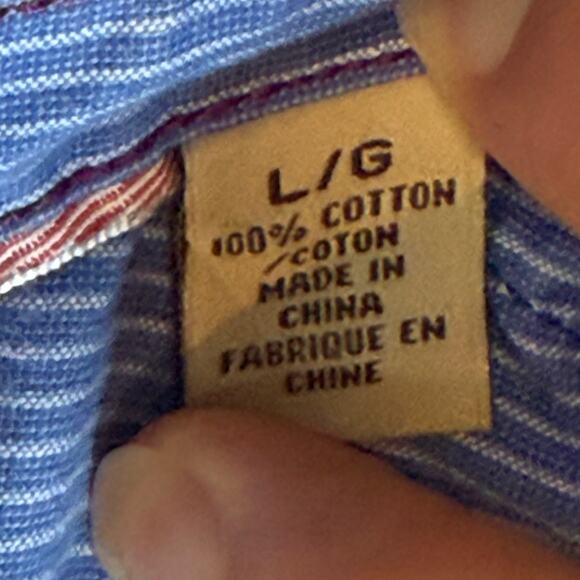 L/G
100% COTTON
/COTON
MADE IN
CHINA
FABRIQUE EN
CHINE